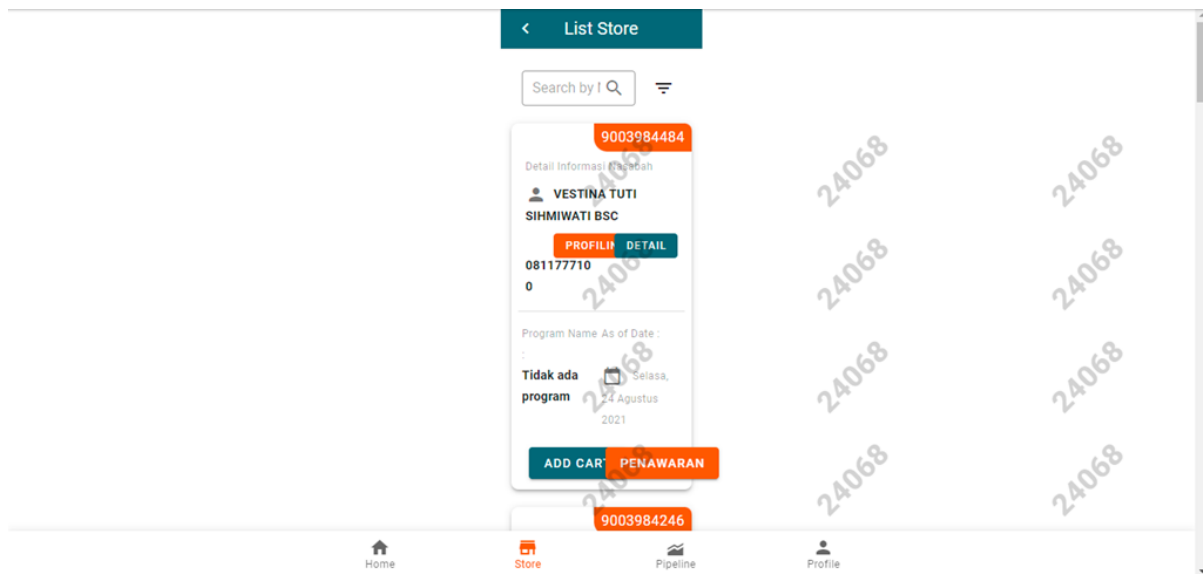 List Store
Search by
9003984484
Detail Informasi Nasabah
VESTINA TUTI
SIHMIWATI BSC
PROFILIN DETAIL
081177710
0
Program Name As of Date :
:
Tidak ada
program
Selasa,
24 Agustus
2021
ADD CART PENAWARAN
9003984246
Home Store Pipeline Profile
24068 24068 24068
24068 24068 24068
24068 24068 24068
24068 24068 24068